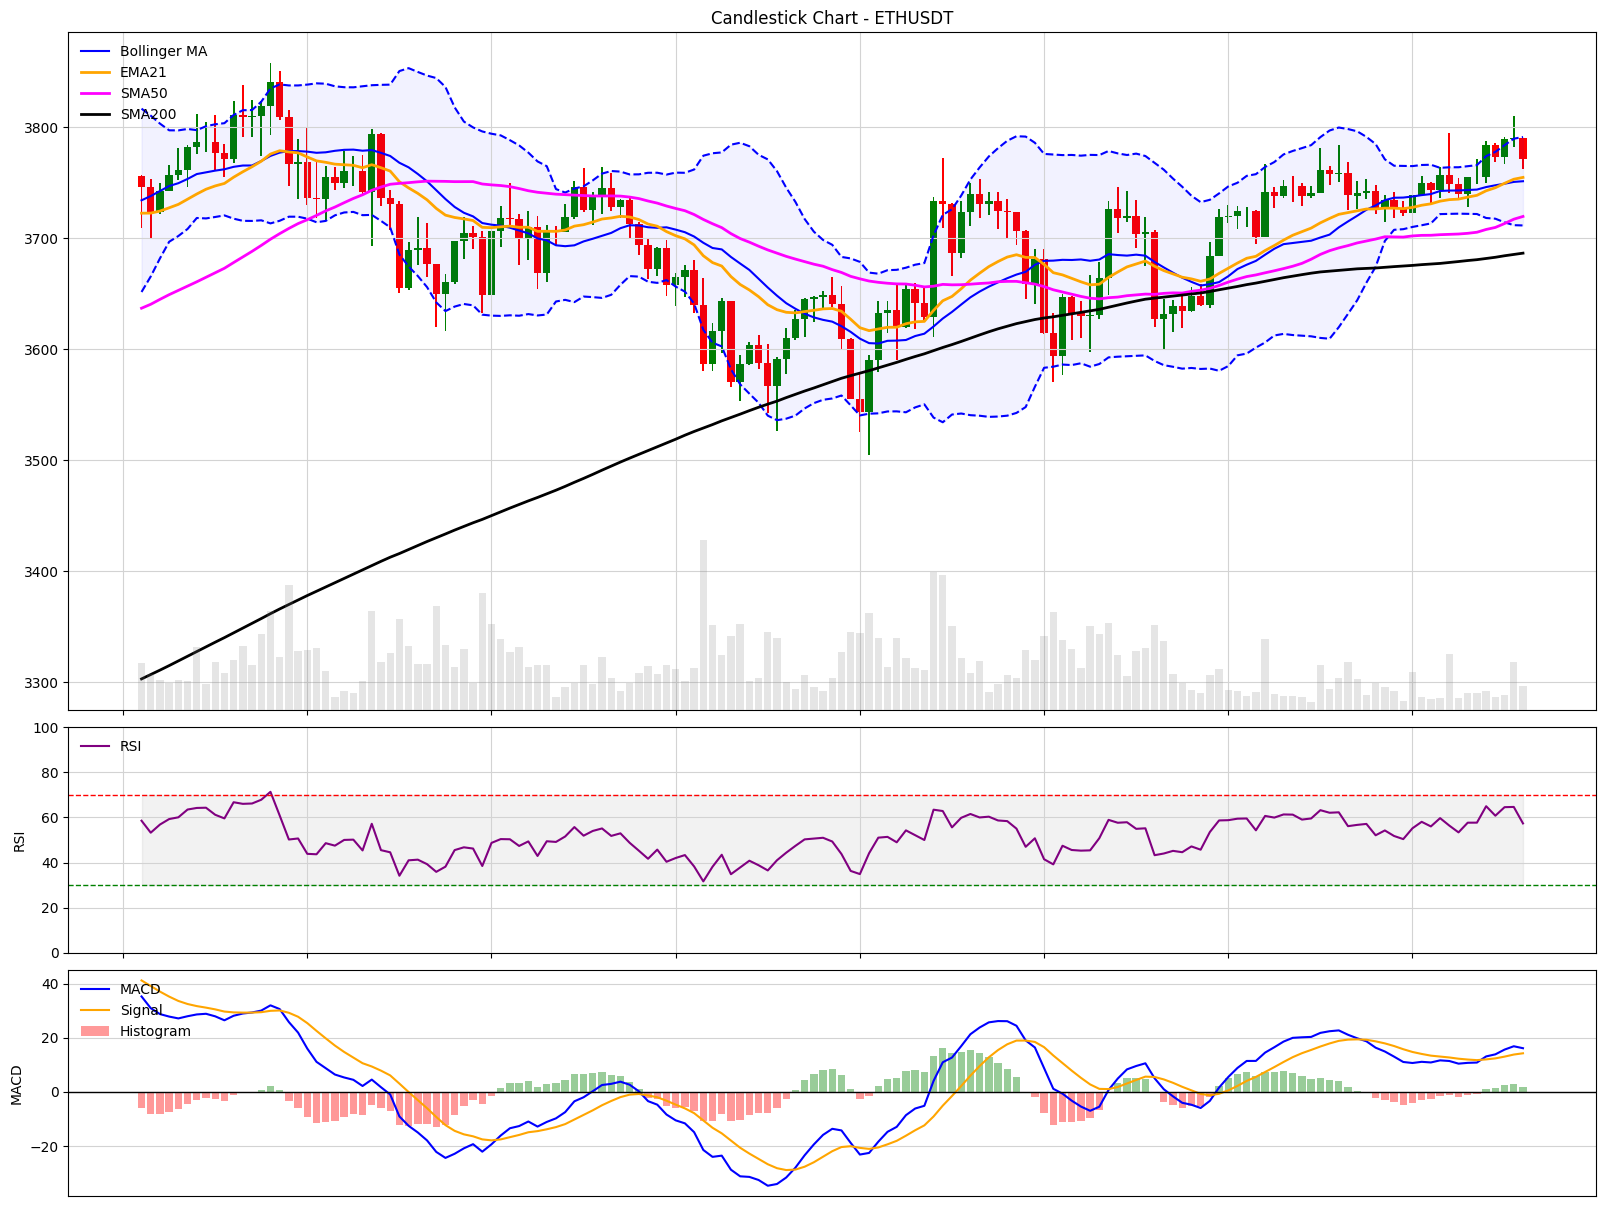 Candlestick Chart - ETHUSDT
Bollinger MA
EMA21
SMA50
SMA200
3800
3700
3600
3500
3400
3300
RSI
100
80
60
40
20
0
RSI
MACD
Signal
Histogram
40
20
0
−20
MACD